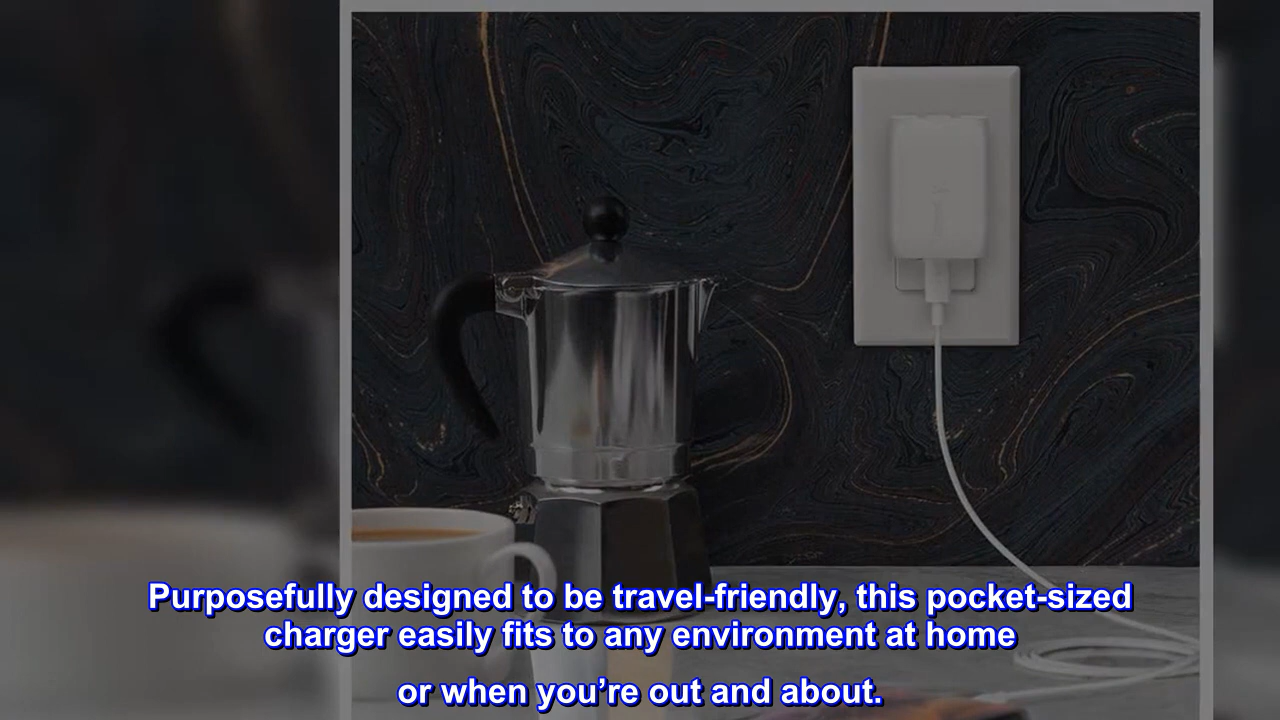 Purposefully designed to be travel-friendly, this pocket-sized
charger easily fits to any environment at home
or when you’re out and about.